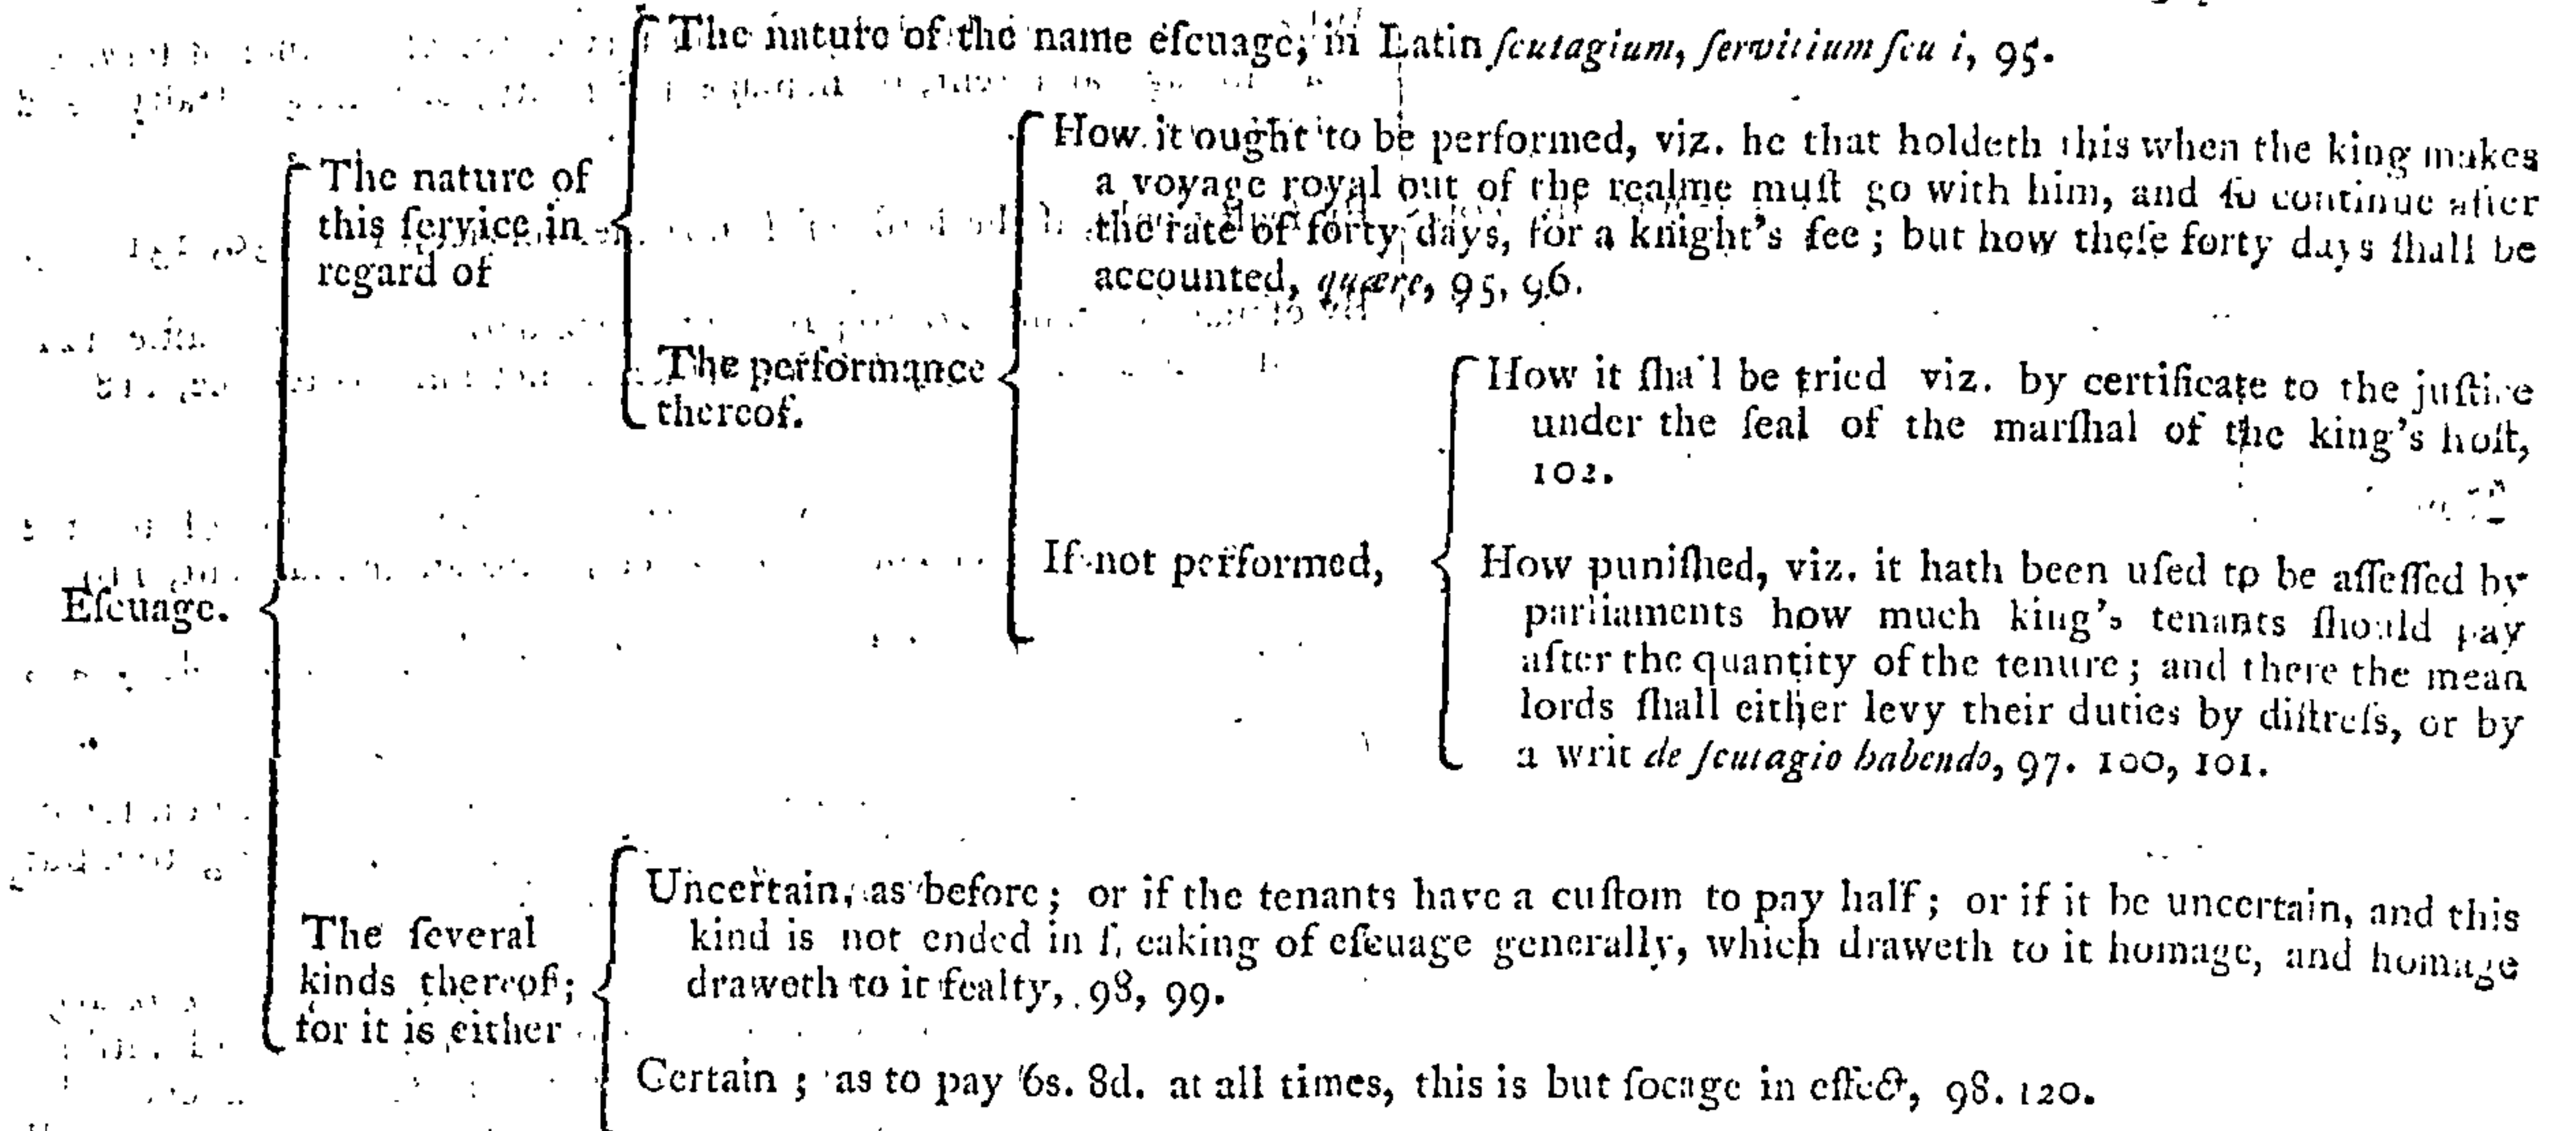 The nature of the name eſcuage, in Latin ſcutagium, ſervitium ſcu i, 95.
The nature of
this ſervice in
regard of
How it ought to be performed, viz. he that holdeth this when the king makes
a voyage royal out of the realme muſt go with him, and ſo continue after
the rate of forty days, for a knight's fee; but how theſe forty days ſhall be
accounted, quære, 95, 96.
The performance
thereof.
How it ſhall be tried viz. by certificate to the juſtice
under the ſeal of the marſhal of the king's hoſt,
102.
If not performed,
How puniſhed, viz. it hath been uſed to be aſſeſſed by
parliaments how much king's tenants ſhould pay
after the quantity of the tenure; and there the mean
lords ſhall either levy their duties by diſtreſs, or by
a writ de ſcutagio habendo, 97. 100, 101.
Eſcuage.
The ſeveral
kinds thereof;
for it is either
Uncertain, as before; or if the tenants have a cuſtom to pay half; or if it be uncertain, and this
kind is not ended in ſ, eaking of eſcuage generally, which draweth to it homage, and homage
draweth to it fealty, 98, 99.
Certain; as to pay 6s. 8d. at all times, this is but ſocage in effect, 98. 120.